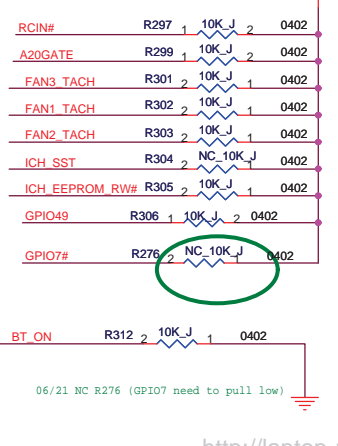 RCIN# R297 1 10K_J 2 0402
A20GATE R299 1 10K_J 2 0402
FAN3_TACH R301 2 10K_J 1 0402
FAN1_TACH R302 2 10K_J 1 0402
FAN2_TACH R303 2 10K_J 1 0402
ICH_SST R304 2 NC_10K_J 1 0402
ICH_EEPROM_RW# R305 2 10K_J 1 0402
GPIO49 R306 1 10K_J 2 0402
GPIO7# R276 2 NC_10K_J 1 0402
BT_ON R312 2 10K_J 1 0402
06/21 NC R276 (GPIO7 need to pull low)